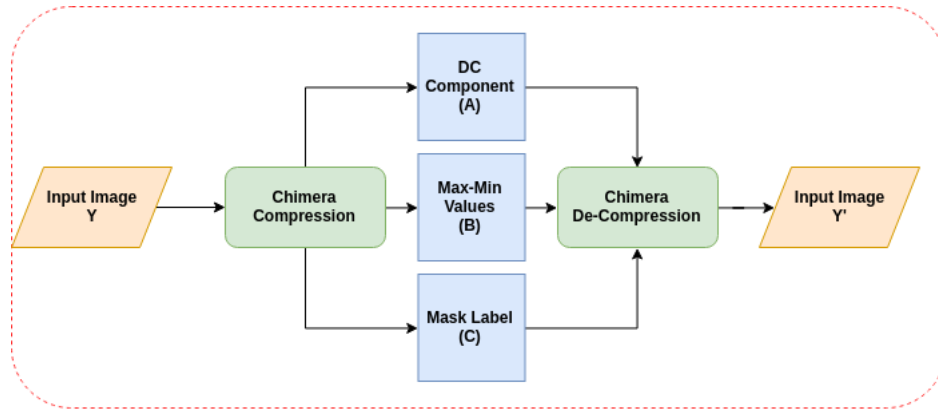 Input Image
Y
Chimera
Compression
DC
Component
(A)
Max-Min
Values
(B)
Mask Label
(C)
Chimera
De-Compression
Input Image
Y'